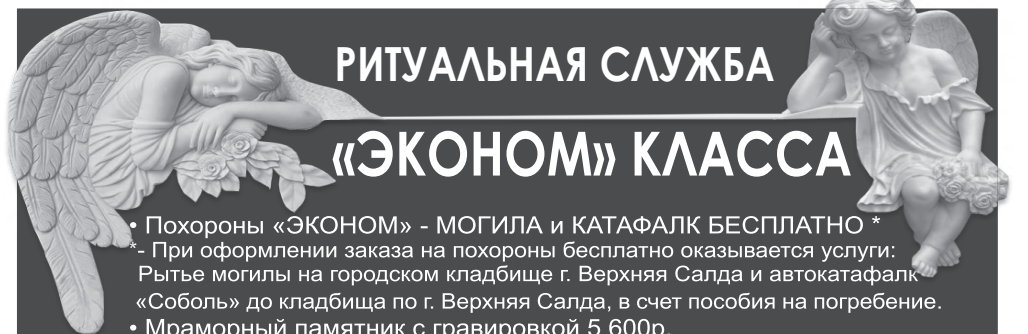 РИТУАЛЬНАЯ СЛУЖБА
«ЭКОНОМ» КЛАССА
• Похороны «ЭКОНОМ» - МОГИЛА и КАТАФАЛК БЕСПЛАТНО *
*- При оформлении заказа на похороны бесплатно оказывается услуги:
Рытье могилы на городском кладбище г. Верхняя Салда и автокатафалк
«Соболь» до кладбища по г. Верхняя Салда, в счет пособия на погребение.
• Мраморный памятник с гравировкой 5 600р.